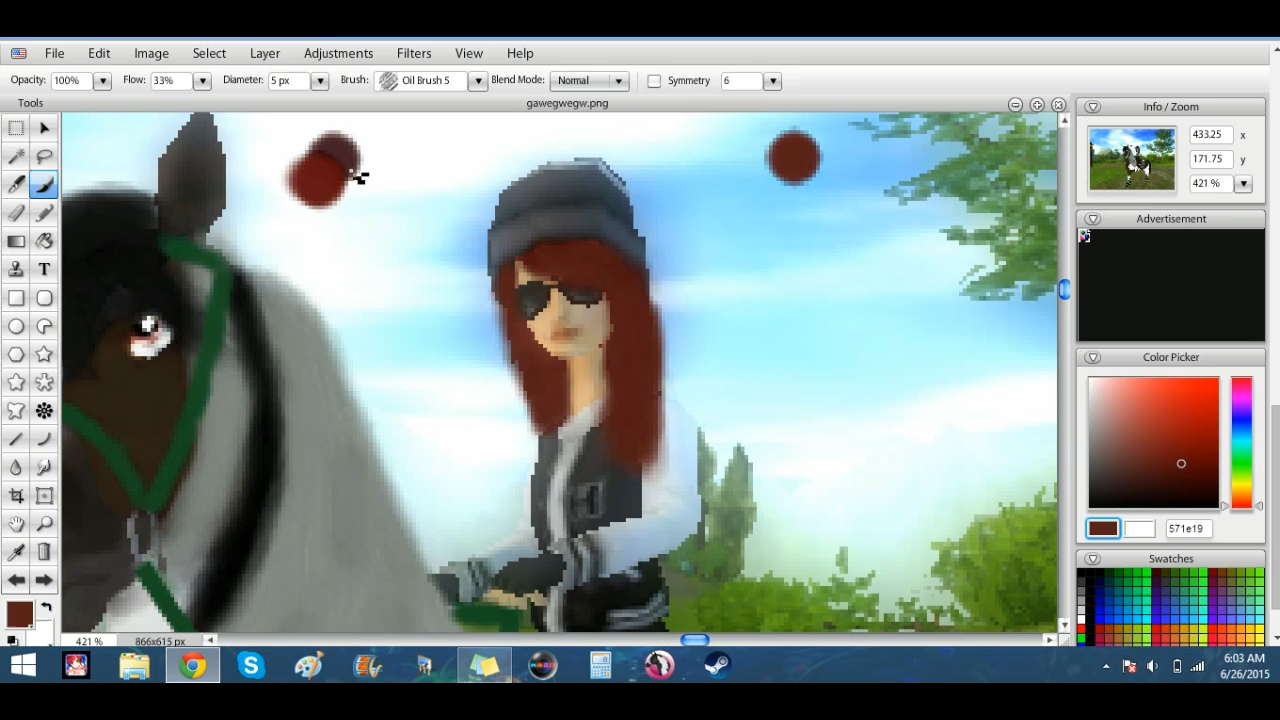 File Edit Image Select Layer Adjustments Filters View Help
Opacity: 100% Flow: 33% Diameter: 5 px Brush: Oil Brush 5 Blend Mode: Normal Symmetry 6
Tools
gawegwegw.png
Info / Zoom
433.25 x
171.75 y
421 %
Advertisement
T
H
Color Picker
571e19
Swatches
421 % 866x615 px
6:03 AM
6/26/2015